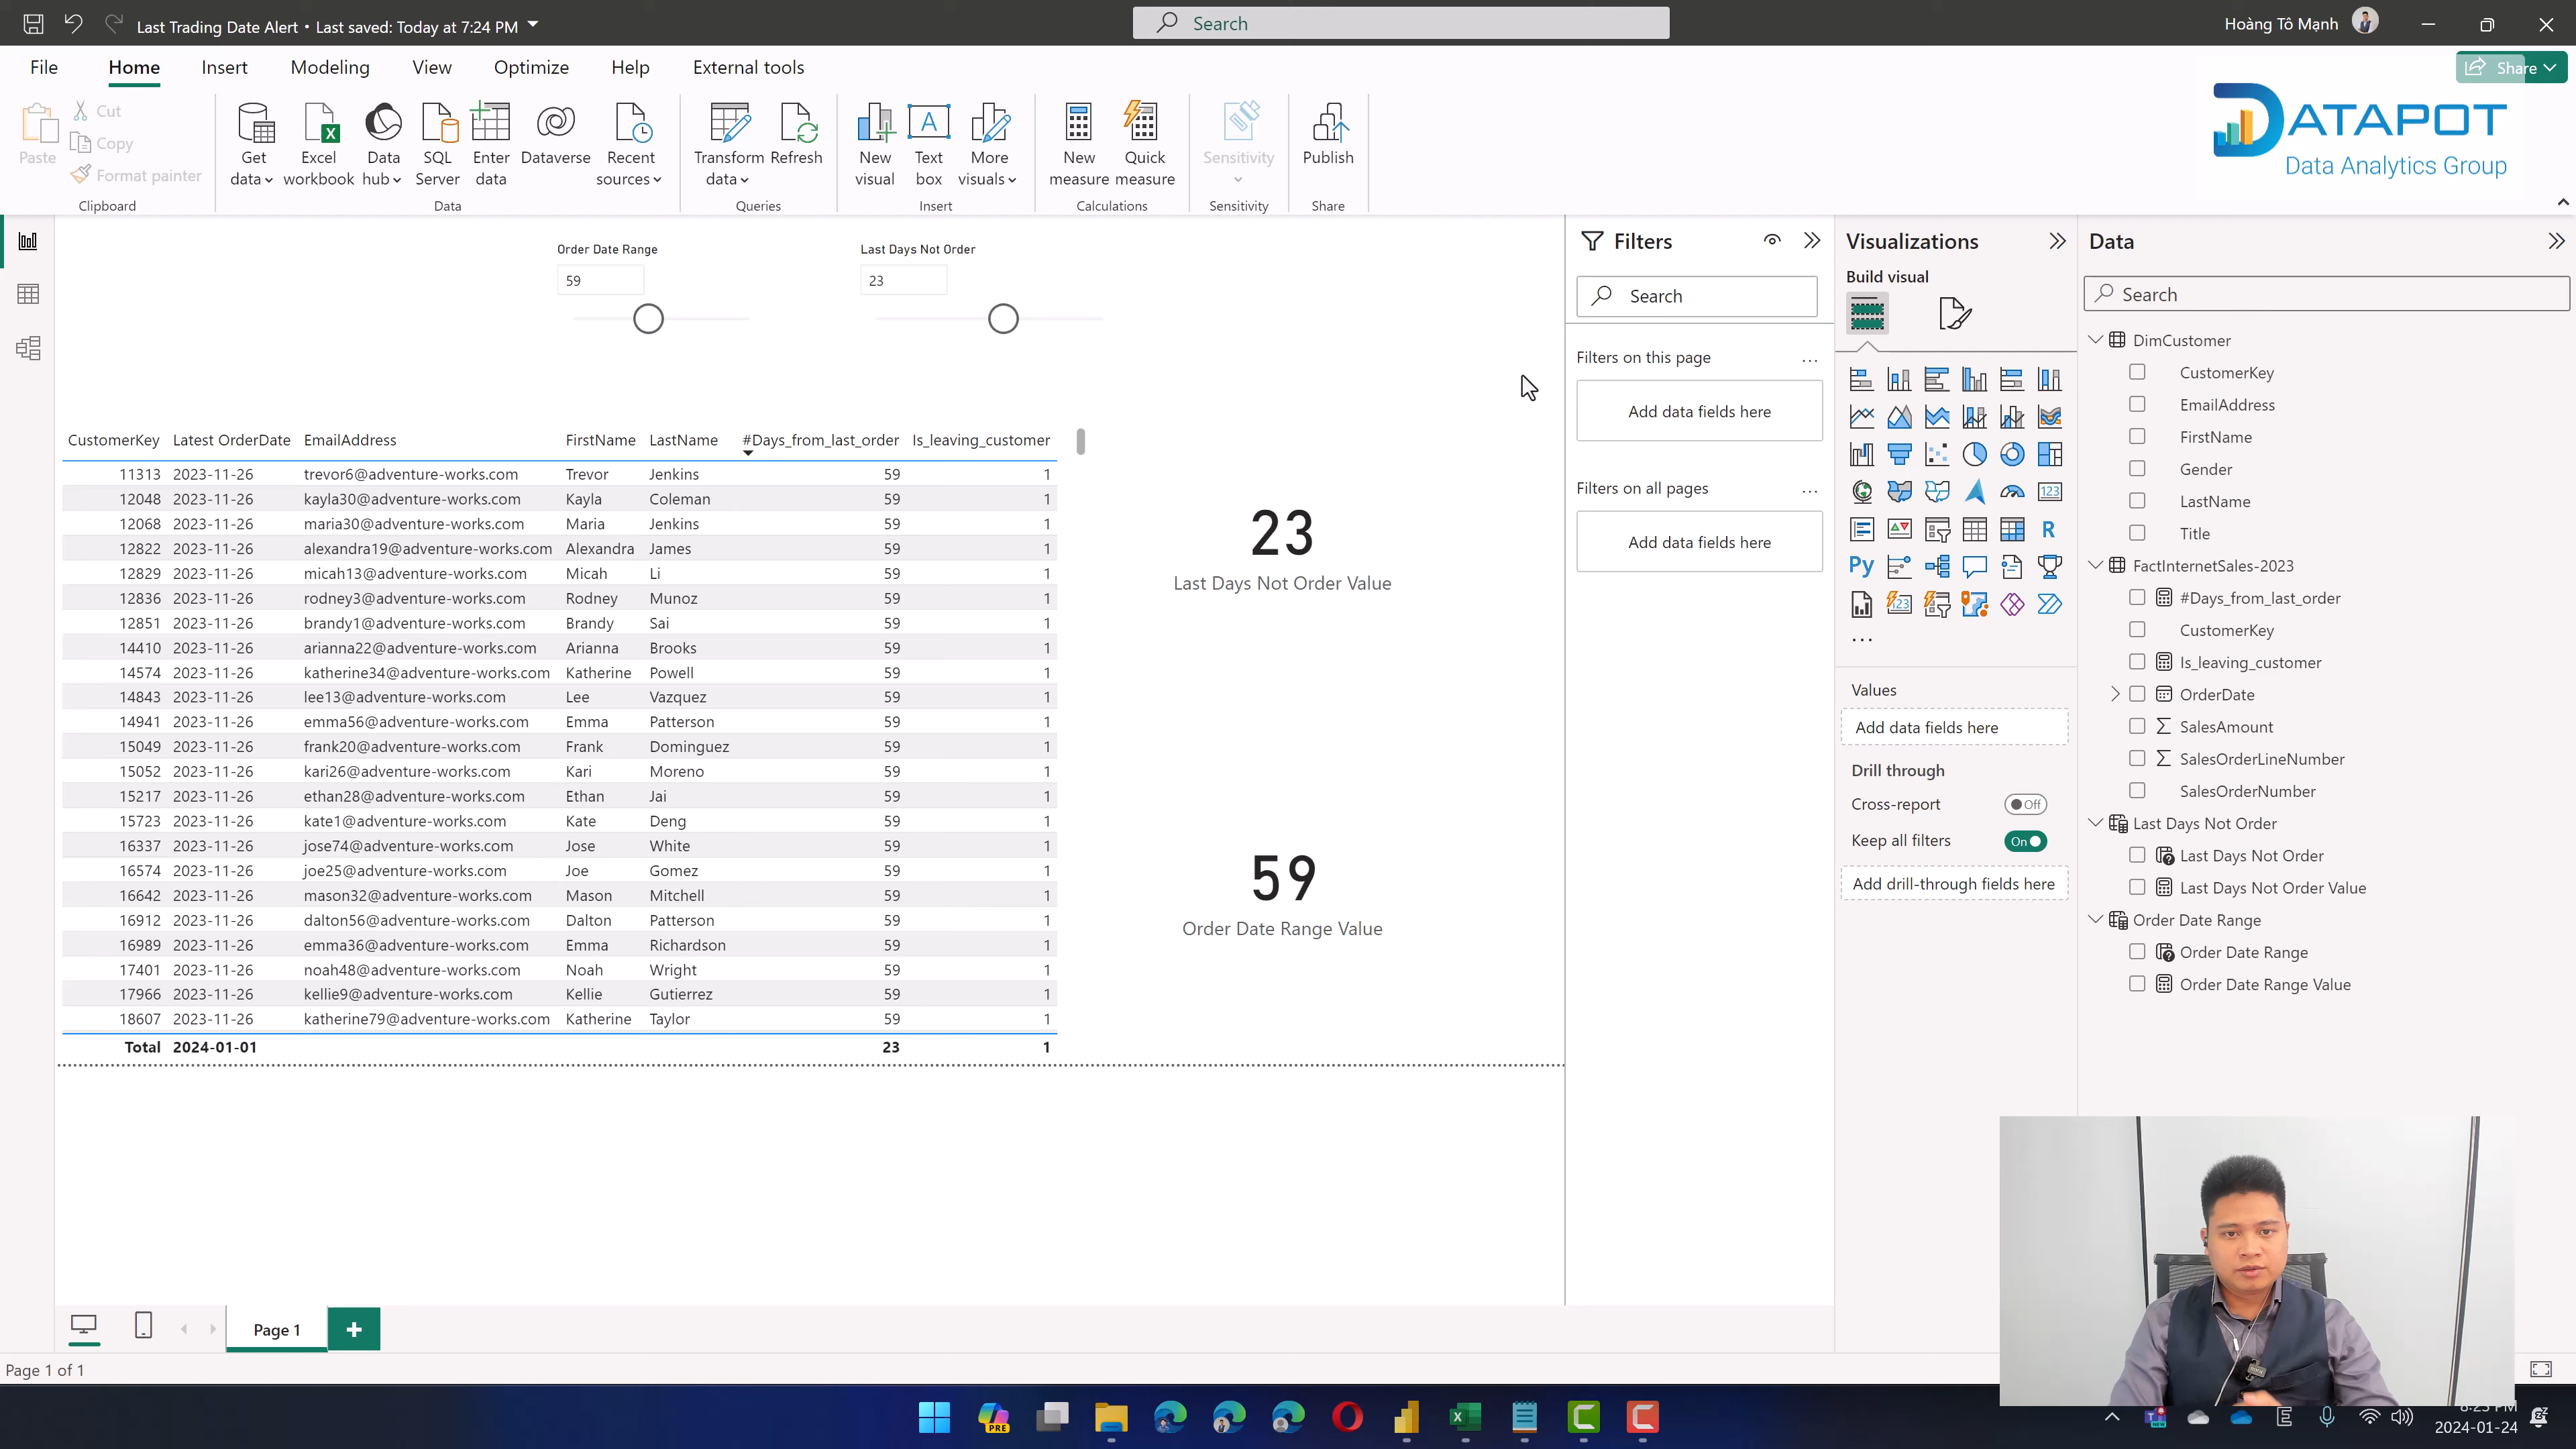 Last Trading Date Alert • Last saved: Today at 7:24 PM
Search
Hoàng Tô Mạnh
File Home Insert Modeling View Optimize Help External tools
Share
Paste
Cut
Copy
Format painter
Clipboard
Get data
Excel workbook
Data hub
SQL Server
Enter data
Dataverse
Recent sources
Data
Transform data
Refresh
Queries
New visual
Text box
More visuals
Insert
New measure
Quick measure
Calculations
Sensitivity
Sensitivity
Publish
Share
DATAPOT
Data Analytics Group
Order Date Range
59
Last Days Not Order
23
CustomerKey Latest OrderDate EmailAddress FirstName LastName #Days_from_last_order Is_leaving_customer
11313 2023-11-26 trevor6@adventure-works.com Trevor Jenkins 59 1
12048 2023-11-26 kayla30@adventure-works.com Kayla Coleman 59 1
12068 2023-11-26 maria30@adventure-works.com Maria Jenkins 59 1
12822 2023-11-26 alexandra19@adventure-works.com Alexandra James 59 1
12829 2023-11-26 micah13@adventure-works.com Micah Li 59 1
12836 2023-11-26 rodney3@adventure-works.com Rodney Munoz 59 1
12851 2023-11-26 brandy1@adventure-works.com Brandy Sai 59 1
14410 2023-11-26 arianna22@adventure-works.com Arianna Brooks 59 1
14574 2023-11-26 katherine34@adventure-works.com Katherine Powell 59 1
14843 2023-11-26 lee13@adventure-works.com Lee Vazquez 59 1
14941 2023-11-26 emma56@adventure-works.com Emma Patterson 59 1
15049 2023-11-26 frank20@adventure-works.com Frank Dominguez 59 1
15052 2023-11-26 kari26@adventure-works.com Kari Moreno 59 1
15217 2023-11-26 ethan28@adventure-works.com Ethan Jai 59 1
15723 2023-11-26 kate1@adventure-works.com Kate Deng 59 1
16337 2023-11-26 jose74@adventure-works.com Jose White 59 1
16574 2023-11-26 joe25@adventure-works.com Joe Gomez 59 1
16642 2023-11-26 mason32@adventure-works.com Mason Mitchell 59 1
16912 2023-11-26 dalton56@adventure-works.com Dalton Patterson 59 1
16989 2023-11-26 emma36@adventure-works.com Emma Richardson 59 1
17401 2023-11-26 noah48@adventure-works.com Noah Wright 59 1
17966 2023-11-26 kellie9@adventure-works.com Kellie Gutierrez 59 1
18607 2023-11-26 katherine79@adventure-works.com Katherine Taylor 59 1
Total 2024-01-01 23 1
23
Last Days Not Order Value
59
Order Date Range Value
Filters
Search
Filters on this page ...
Add data fields here
Filters on all pages ...
Add data fields here
Visualizations
Build visual
123
R
Py
123
...
Values
Add data fields here
Drill through
Cross-report Off
Keep all filters On
Add drill-through fields here
Data
Search
DimCustomer
CustomerKey
EmailAddress
FirstName
Gender
LastName
Title
FactInternetSales-2023
#Days_from_last_order
CustomerKey
Is_leaving_customer
OrderDate
SalesAmount
SalesOrderLineNumber
SalesOrderNumber
Last Days Not Order
Last Days Not Order
Last Days Not Order Value
Order Date Range
Order Date Range
Order Date Range Value
Page 1
Page 1 of 1
PRE
E
8:23 PM
2024-01-24